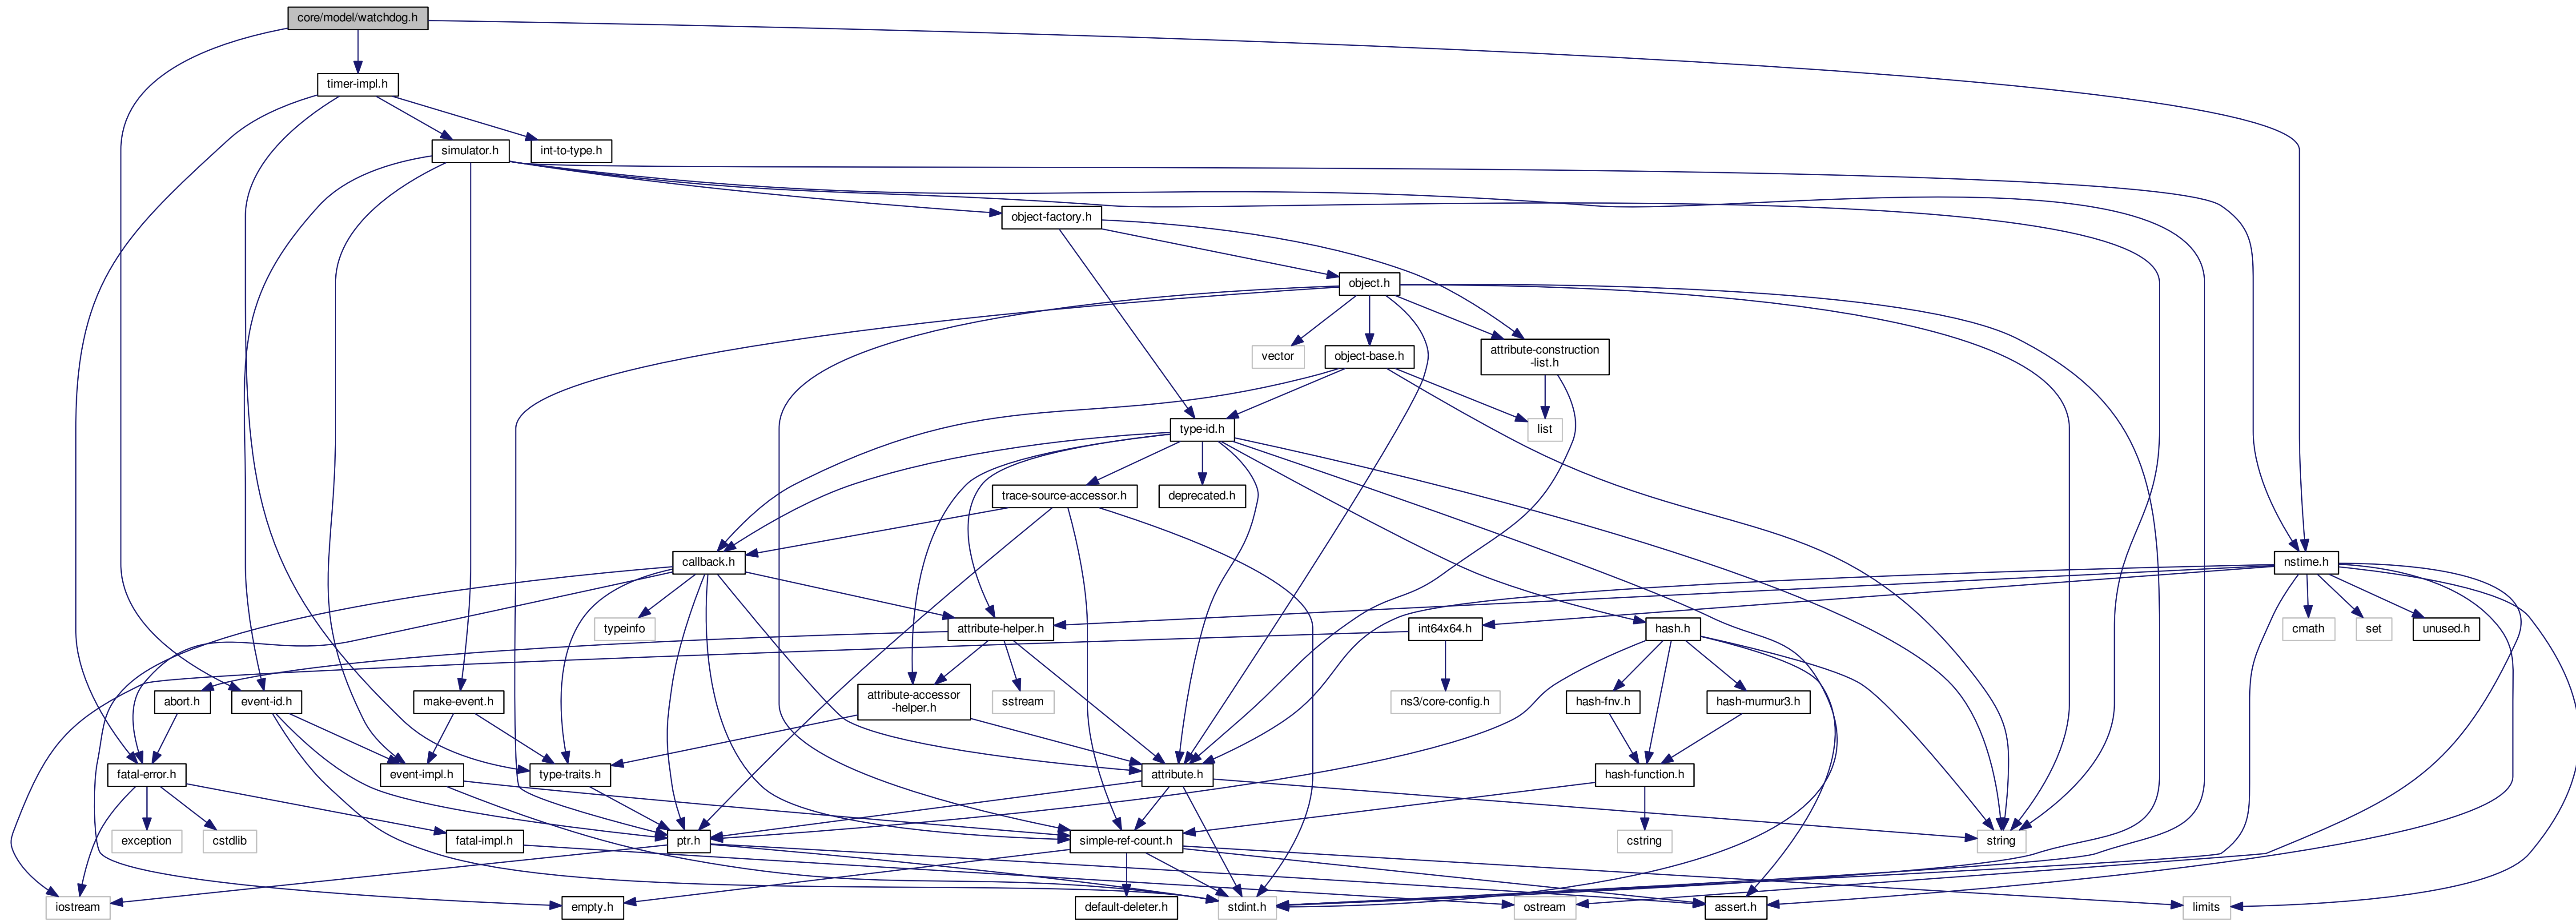 core/model/watchdog.h
timer-impl.h
simulator.h
int-to-type.h
object-factory.h
object.h
vector
object-base.h
attribute-construction
-list.h
type-id.h
list
trace-source-accessor.h
deprecated.h
callback.h
nstime.h
typeinfo
attribute-helper.h
int64x64.h
hash.h
cmath
set
unused.h
abort.h
event-id.h
make-event.h
attribute-accessor
-helper.h
sstream
ns3/core-config.h
hash-fnv.h
hash-murmur3.h
fatal-error.h
event-impl.h
type-traits.h
attribute.h
hash-function.h
exception
cstdlib
fatal-impl.h
ptr.h
simple-ref-count.h
cstring
string
iostream
empty.h
default-deleter.h
stdint.h
ostream
assert.h
limits